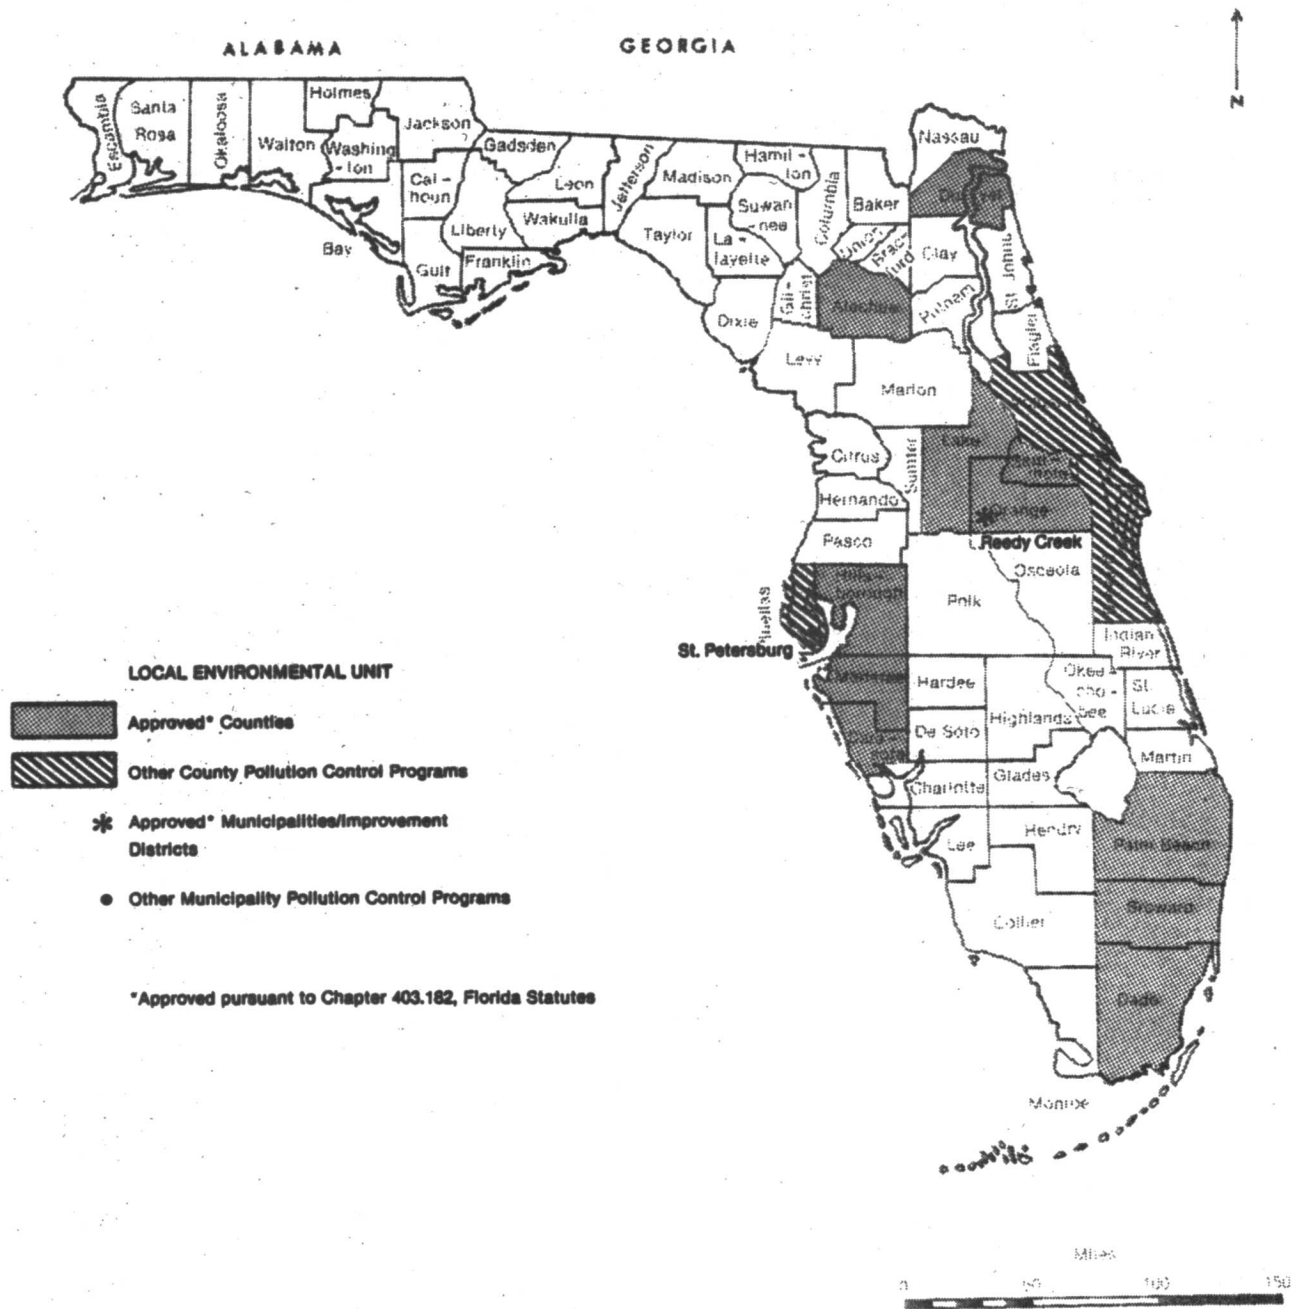 ALABAMA
GEORGIA
N
Escambia
Santa
Rosa
Okaloosa
Walton
Holmes
Washing
-ton
Jackson
Bay
Cal-
houn
Gulf
Gadsden
Liberty
Franklin
Leon
Wakulla
Jefferson
Madison
Taylor
Hamil-
ton
Suwan
-nee
La-
fayette
Dixie
Columbia
Gil-
christ
Levy
Baker
Union
Brad-
ford
Nassau
Clay
Putnam
St Johns
Flagler
Alachua
Marion
Citrus
Sumter
Lake
Hernando
Pasco
Orange
Reedy Creek
Osceola
Polk
Hills-
borough
St. Petersburg
Indian
River
Manatee
Hardee
De Soto
Highlands
Okee-
cho-
bee
St.
Lucie
Martin
Charlotte
Glades
Lee
Hendry
Palm Beach
Broward
Collier
Dade
Monroe
LOCAL ENVIRONMENTAL UNIT
Approved* Counties
Other County Pollution Control Programs
Approved* Municipalities/Improvement
Districts
Other Municipality Pollution Control Programs
*Approved pursuant to Chapter 403.182, Florida Statutes
Miles
0 50 100 150